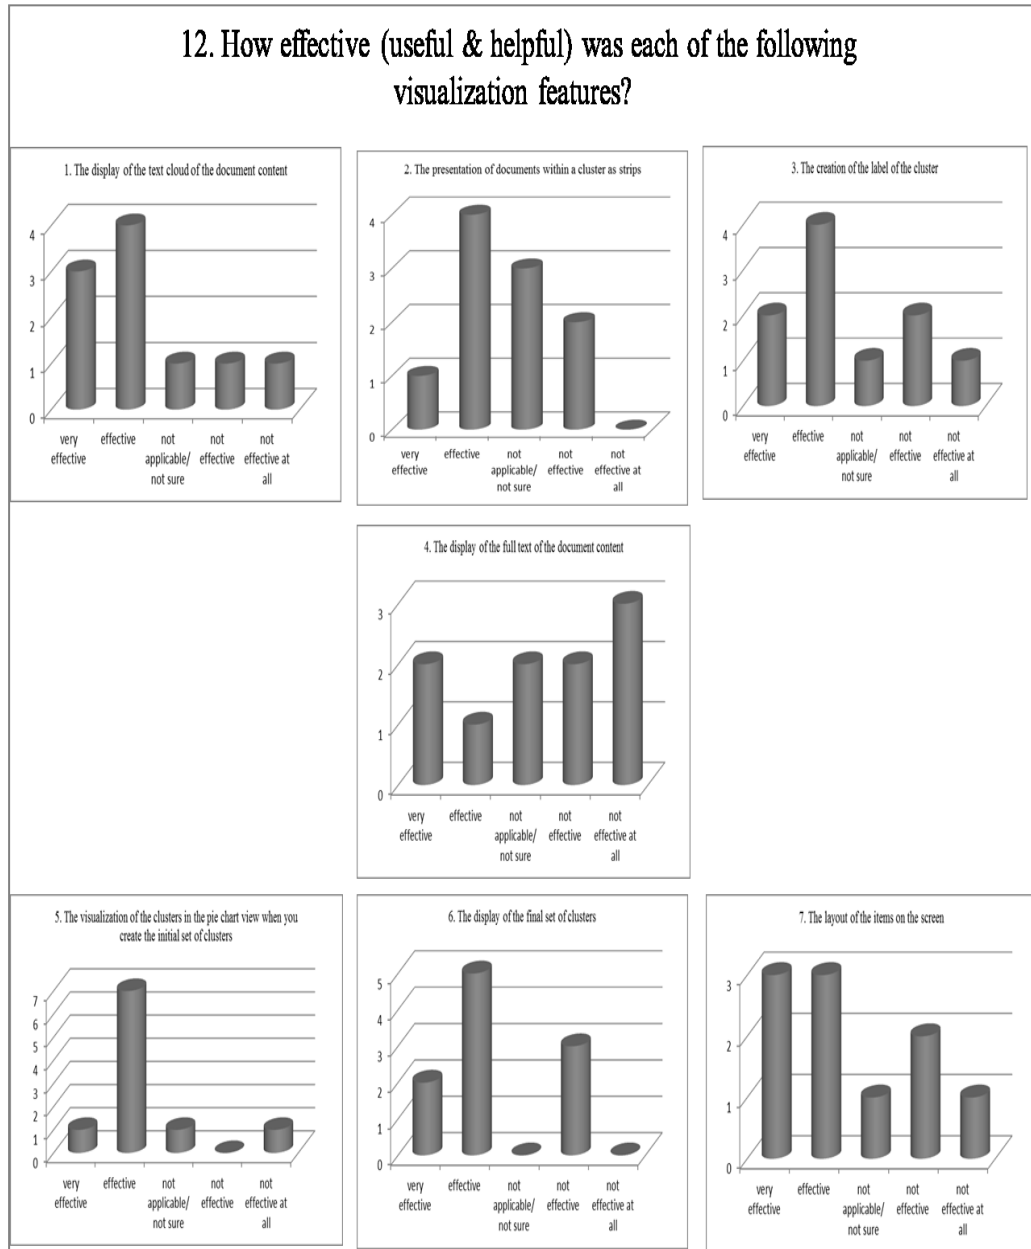 12. How effective (useful & helpful) was each of the following
visualization features?
1. The display of the text cloud of the document content
4
3
2
1
0
very effective not not not
effective applicable/ effective effective at
not sure all
2. The presentation of documents within a cluster as strips
4
3
2
1
0
very effective not not not
effective applicable/ effective effective at
not sure all
3. The creation of the label of the cluster
4
3
2
1
0
very effective not not not
effective applicable/ effective effective at
not sure all
4. The display of the full text of the document content
3
2
1
0
very effective not not not
effective applicable/ effective effective at
not sure all
5. The visualization of the clusters in the pie chart view when you
create the initial set of clusters
7
6
5
4
3
2
1
0
very effective not not not
effective applicable/ effective effective at
not sure all
6. The display of the final set of clusters
5
4
3
2
1
0
very effective not not not
effective applicable/ effective effective at
not sure all
7. The layout of the items on the screen
3
2
1
0
very effective not not not
effective applicable/ effective effective at
not sure all